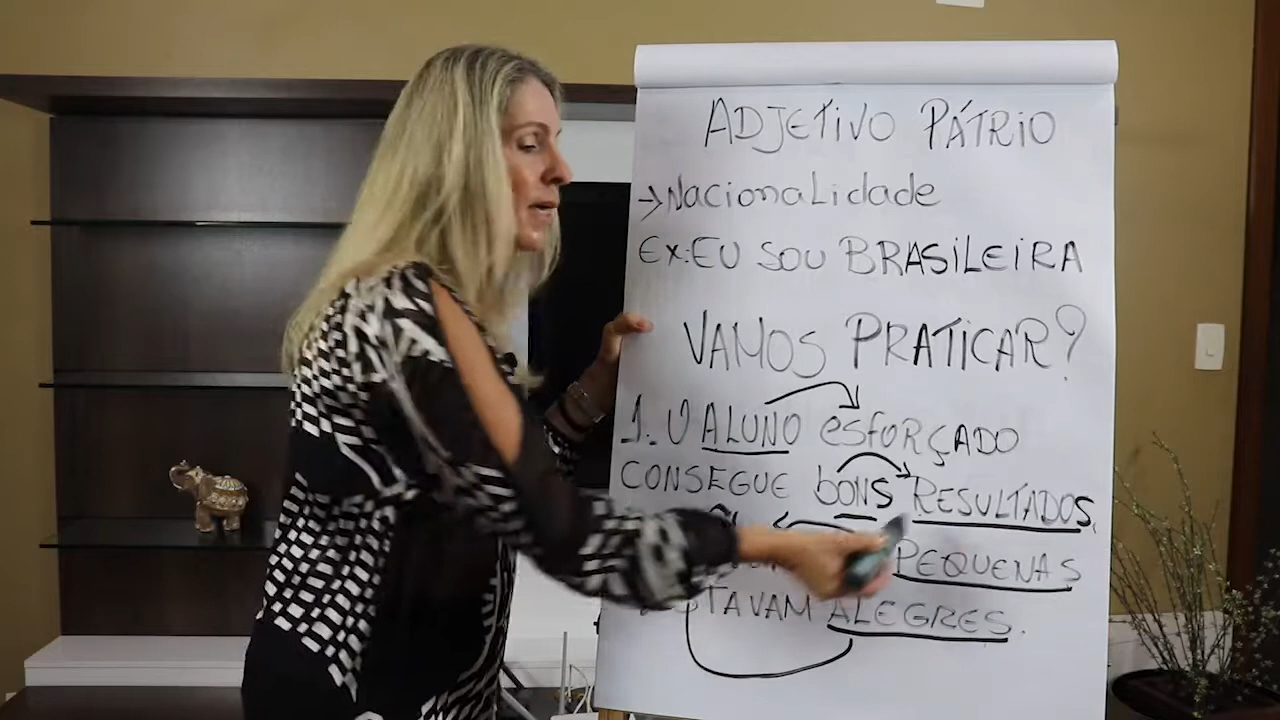 ADJETIVO PÁTRIO
→ NacionaLidade
Ex: EU SOU BRASiLEiRA
VAMOS PRATICAR?
1. O ALUNO esfORÇADO
CONSEGUE bONS RESULTADOS.
PEQUENAS
ESTAVAM ALEGRES.